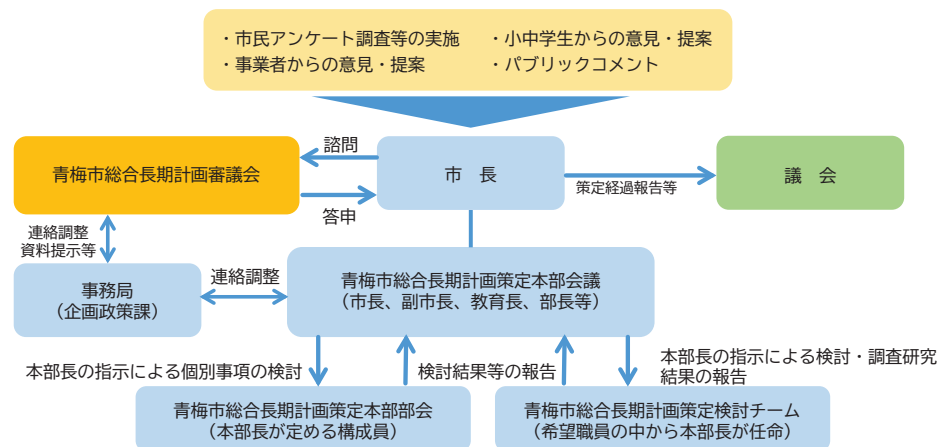 ・市民アンケート調査等の実施　・小中学生からの意見・提案
・事業者からの意見・提案　・パブリックコメント
青梅市総合長期計画審議会
諮問
答申
市　長
策定経過報告等
議　会
連絡調整
資料提示等
事務局
（企画政策課）
連絡調整
青梅市総合長期計画策定本部会議
（市長、副市長、教育長、部長等）
本部長の指示による個別事項の検討
検討結果等の報告
本部長の指示による検討・調査研究
結果の報告
青梅市総合長期計画策定本部部会
（本部長が定める構成員）
青梅市総合長期計画策定検討チーム
（希望職員の中から本部長が任命）